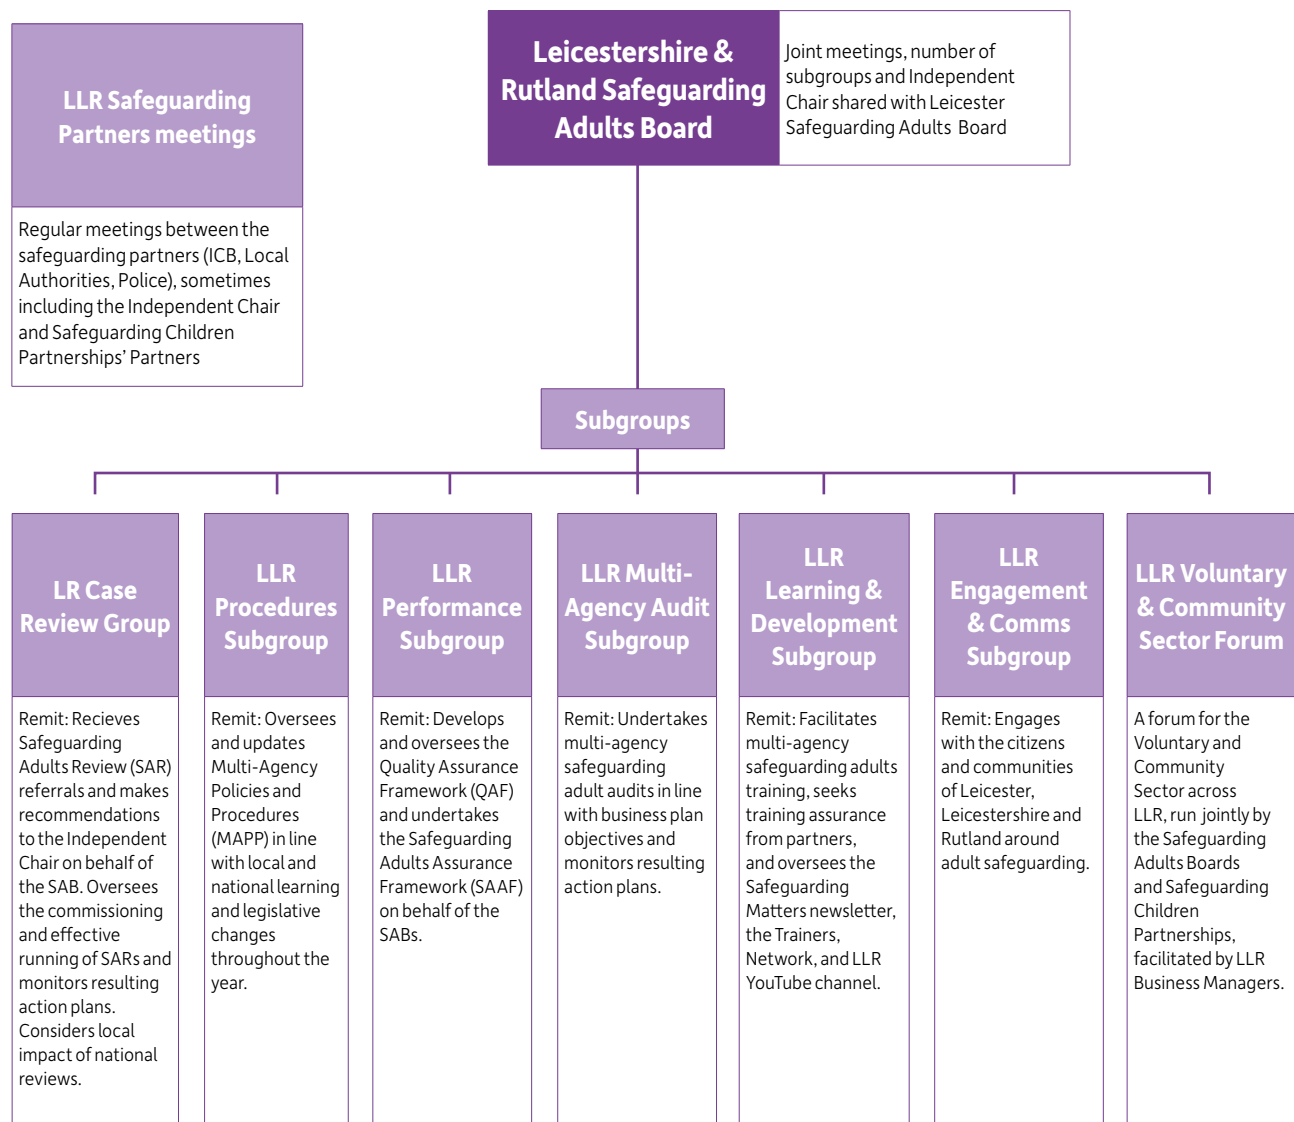 LLR Safeguarding
Partners meetings
Regular meetings between the
safeguarding partners (ICB, Local
Authorities, Police), sometimes
including the Independent Chair
and Safeguarding Children
Partnerships' Partners
Leicestershire &
Rutland Safeguarding
Adults Board
Joint meetings, number of
subgroups and Independent
Chair shared with Leicester
Safeguarding Adults Board
Subgroups
LR Case
Review Group
Remit: Recieves
Safeguarding
Adults Review (SAR)
referrals and makes
recommendations
to the Independent
Chair on behalf of
the SAB. Oversees
the commissioning
and effective
running of SARs and
monitors resulting
action plans.
Considers local
impact of national
reviews.
LLR
Procedures
Subgroup
Remit: Oversees
and updates
Multi-Agency
Policies and
Procedures
(MAPP) in line
with local and
national learning
and legislative
changes
throughout the
year.
LLR
Performance
Subgroup
Remit: Develops
and oversees the
Quality Assurance
Framework (QAF)
and undertakes
the Safeguarding
Adults Assurance
Framework (SAAF)
on behalf of the
SABs.
LLR Multi-
Agency Audit
Subgroup
Remit: Undertakes
multi-agency
safeguarding
adult audits in line
with business plan
objectives and
monitors resulting
action plans.
LLR
Learning &
Development
Subgroup
Remit: Facilitates
multi-agency
safeguarding adults
training, seeks
training assurance
from partners,
and oversees the
Safeguarding
Matters newsletter,
the Trainers,
Network, and LLR
YouTube channel.
LLR
Engagement
& Comms
Subgroup
Remit: Engages
with the citizens
and communities
of Leicester,
Leicestershire and
Rutland around
adult safeguarding.
LLR Voluntary
& Community
Sector Forum
A forum for the
Voluntary and
Community
Sector across
LLR, run jointly by
the Safeguarding
Adults Boards
and Safeguarding
Children
Partnerships,
facilitated by LLR
Business Managers.